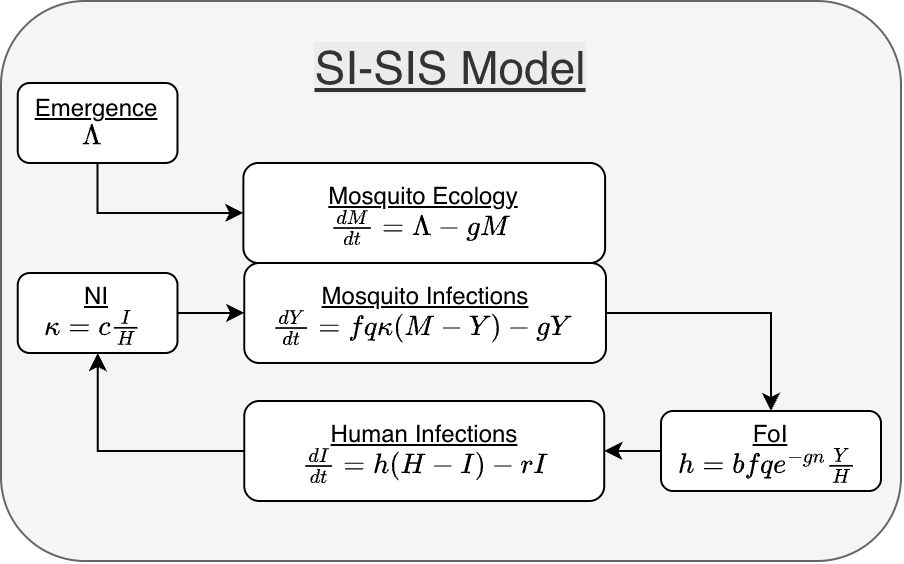 SI-SIS Model
Emergence
Λ
Mosquito Ecology
dM/dt = Λ − gM
NI
κ = c I/H
Mosquito Infections
dY/dt = fqκ(M − Y) − gY
Human Infections
dI/dt = h(H − I) − rI
FoI
h = bfqe^{−gn} Y/H